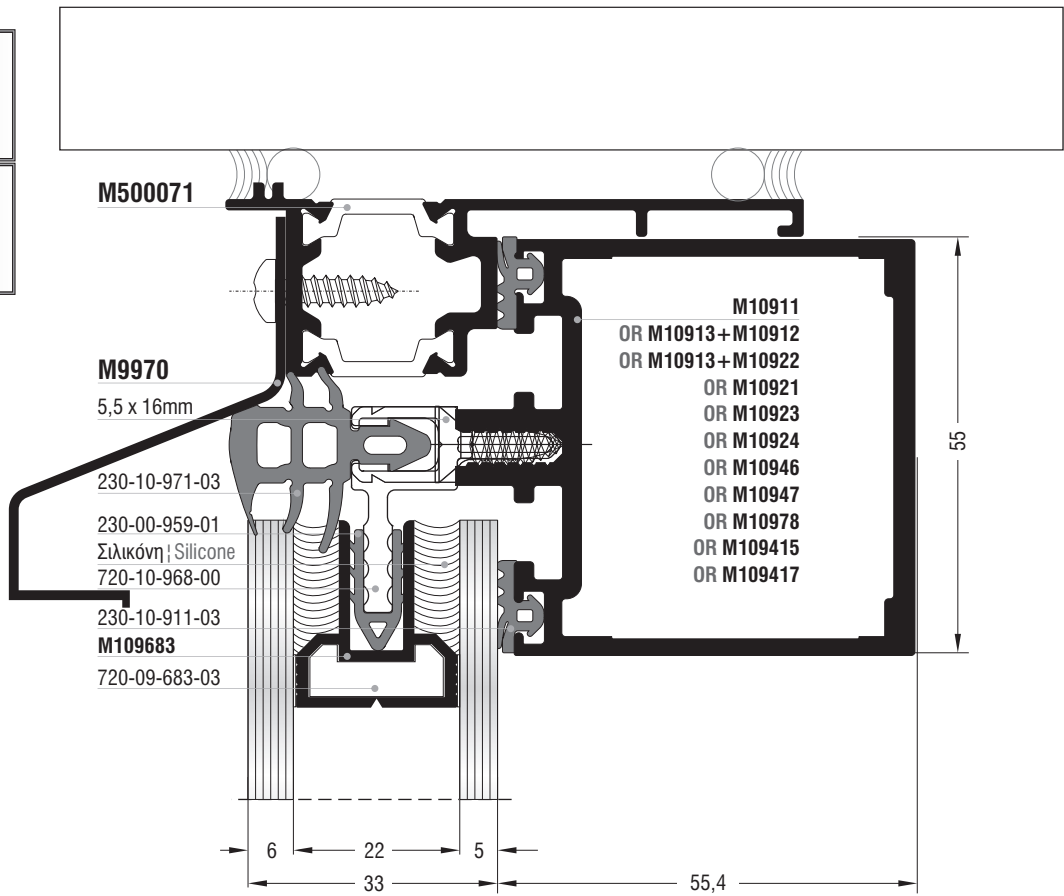 M500071
M9970
5,5 x 16mm
230-10-971-03
230-00-959-01
Σιλικόνη ¦ Silicone
720-10-968-00
230-10-911-03
M109683
720-09-683-03
M10911
OR M10913+M10912
OR M10913+M10922
OR M10921
OR M10923
OR M10924
OR M10946
OR M10947
OR M10978
OR M109415
OR M109417
55
6
22
5
33
55,4